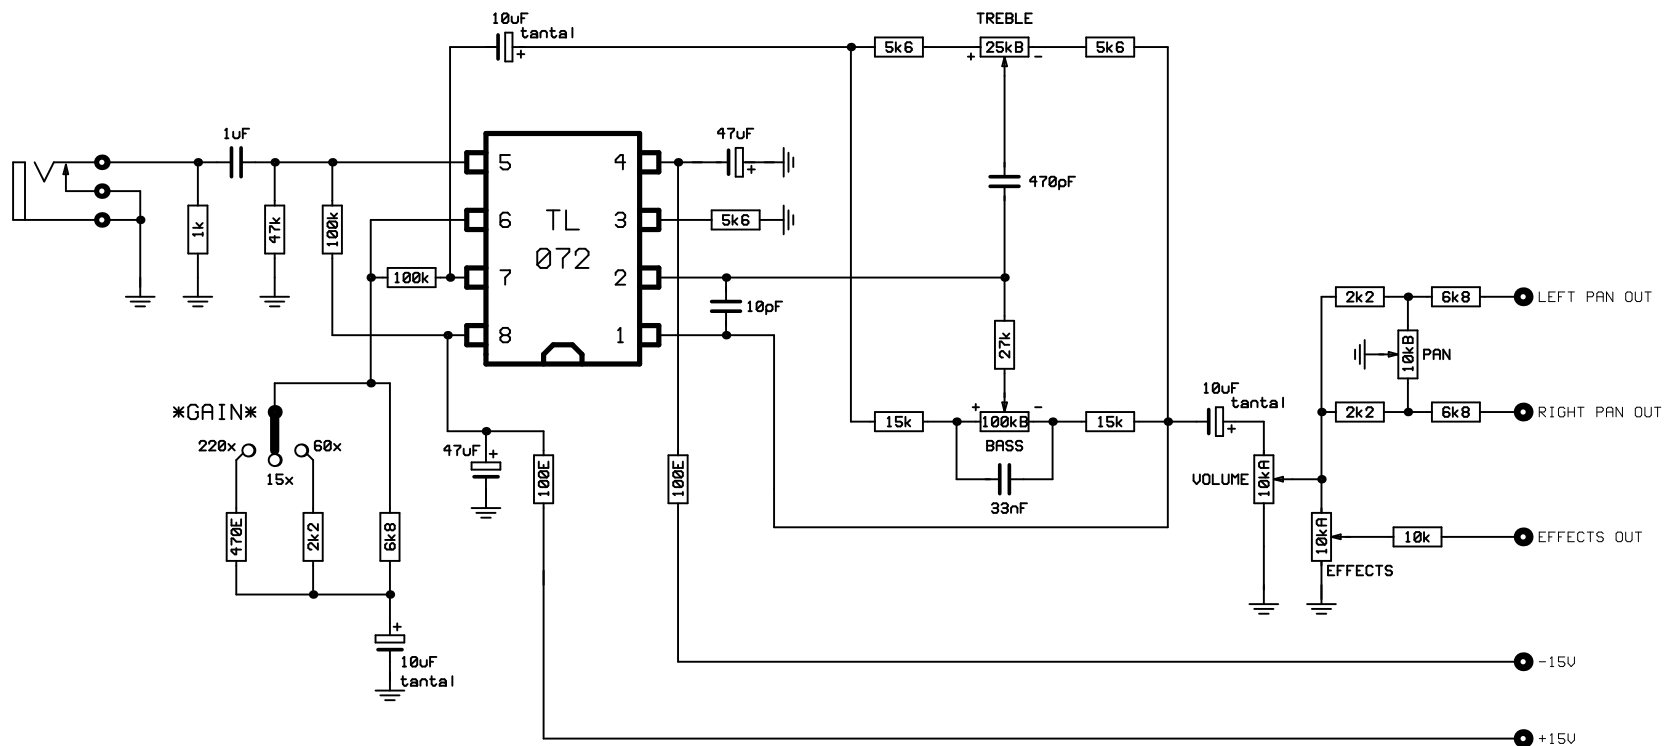 10uF
tantal
+
TREBLE
5k6
25kB
5k6
+
-
1uF
47uF
+
5
4
470pF
1k
47k
100k
6
TL
3
5k6
072
100k
7
2
10pF
8
1
27k
LEFT PAN OUT
2k2
6k8
10kB
PAN
*GAIN*
220x
60x
15x
47uF
+
100E
100E
+
-
15k
100kB
15k
BASS
33nF
10uF
tantal
+
2k2
6k8
RIGHT PAN OUT
VOLUME
10kA
470E
2k2
6k8
10kA
10k
EFFECTS OUT
EFFECTS
+
10uF
tantal
-15V
+15V